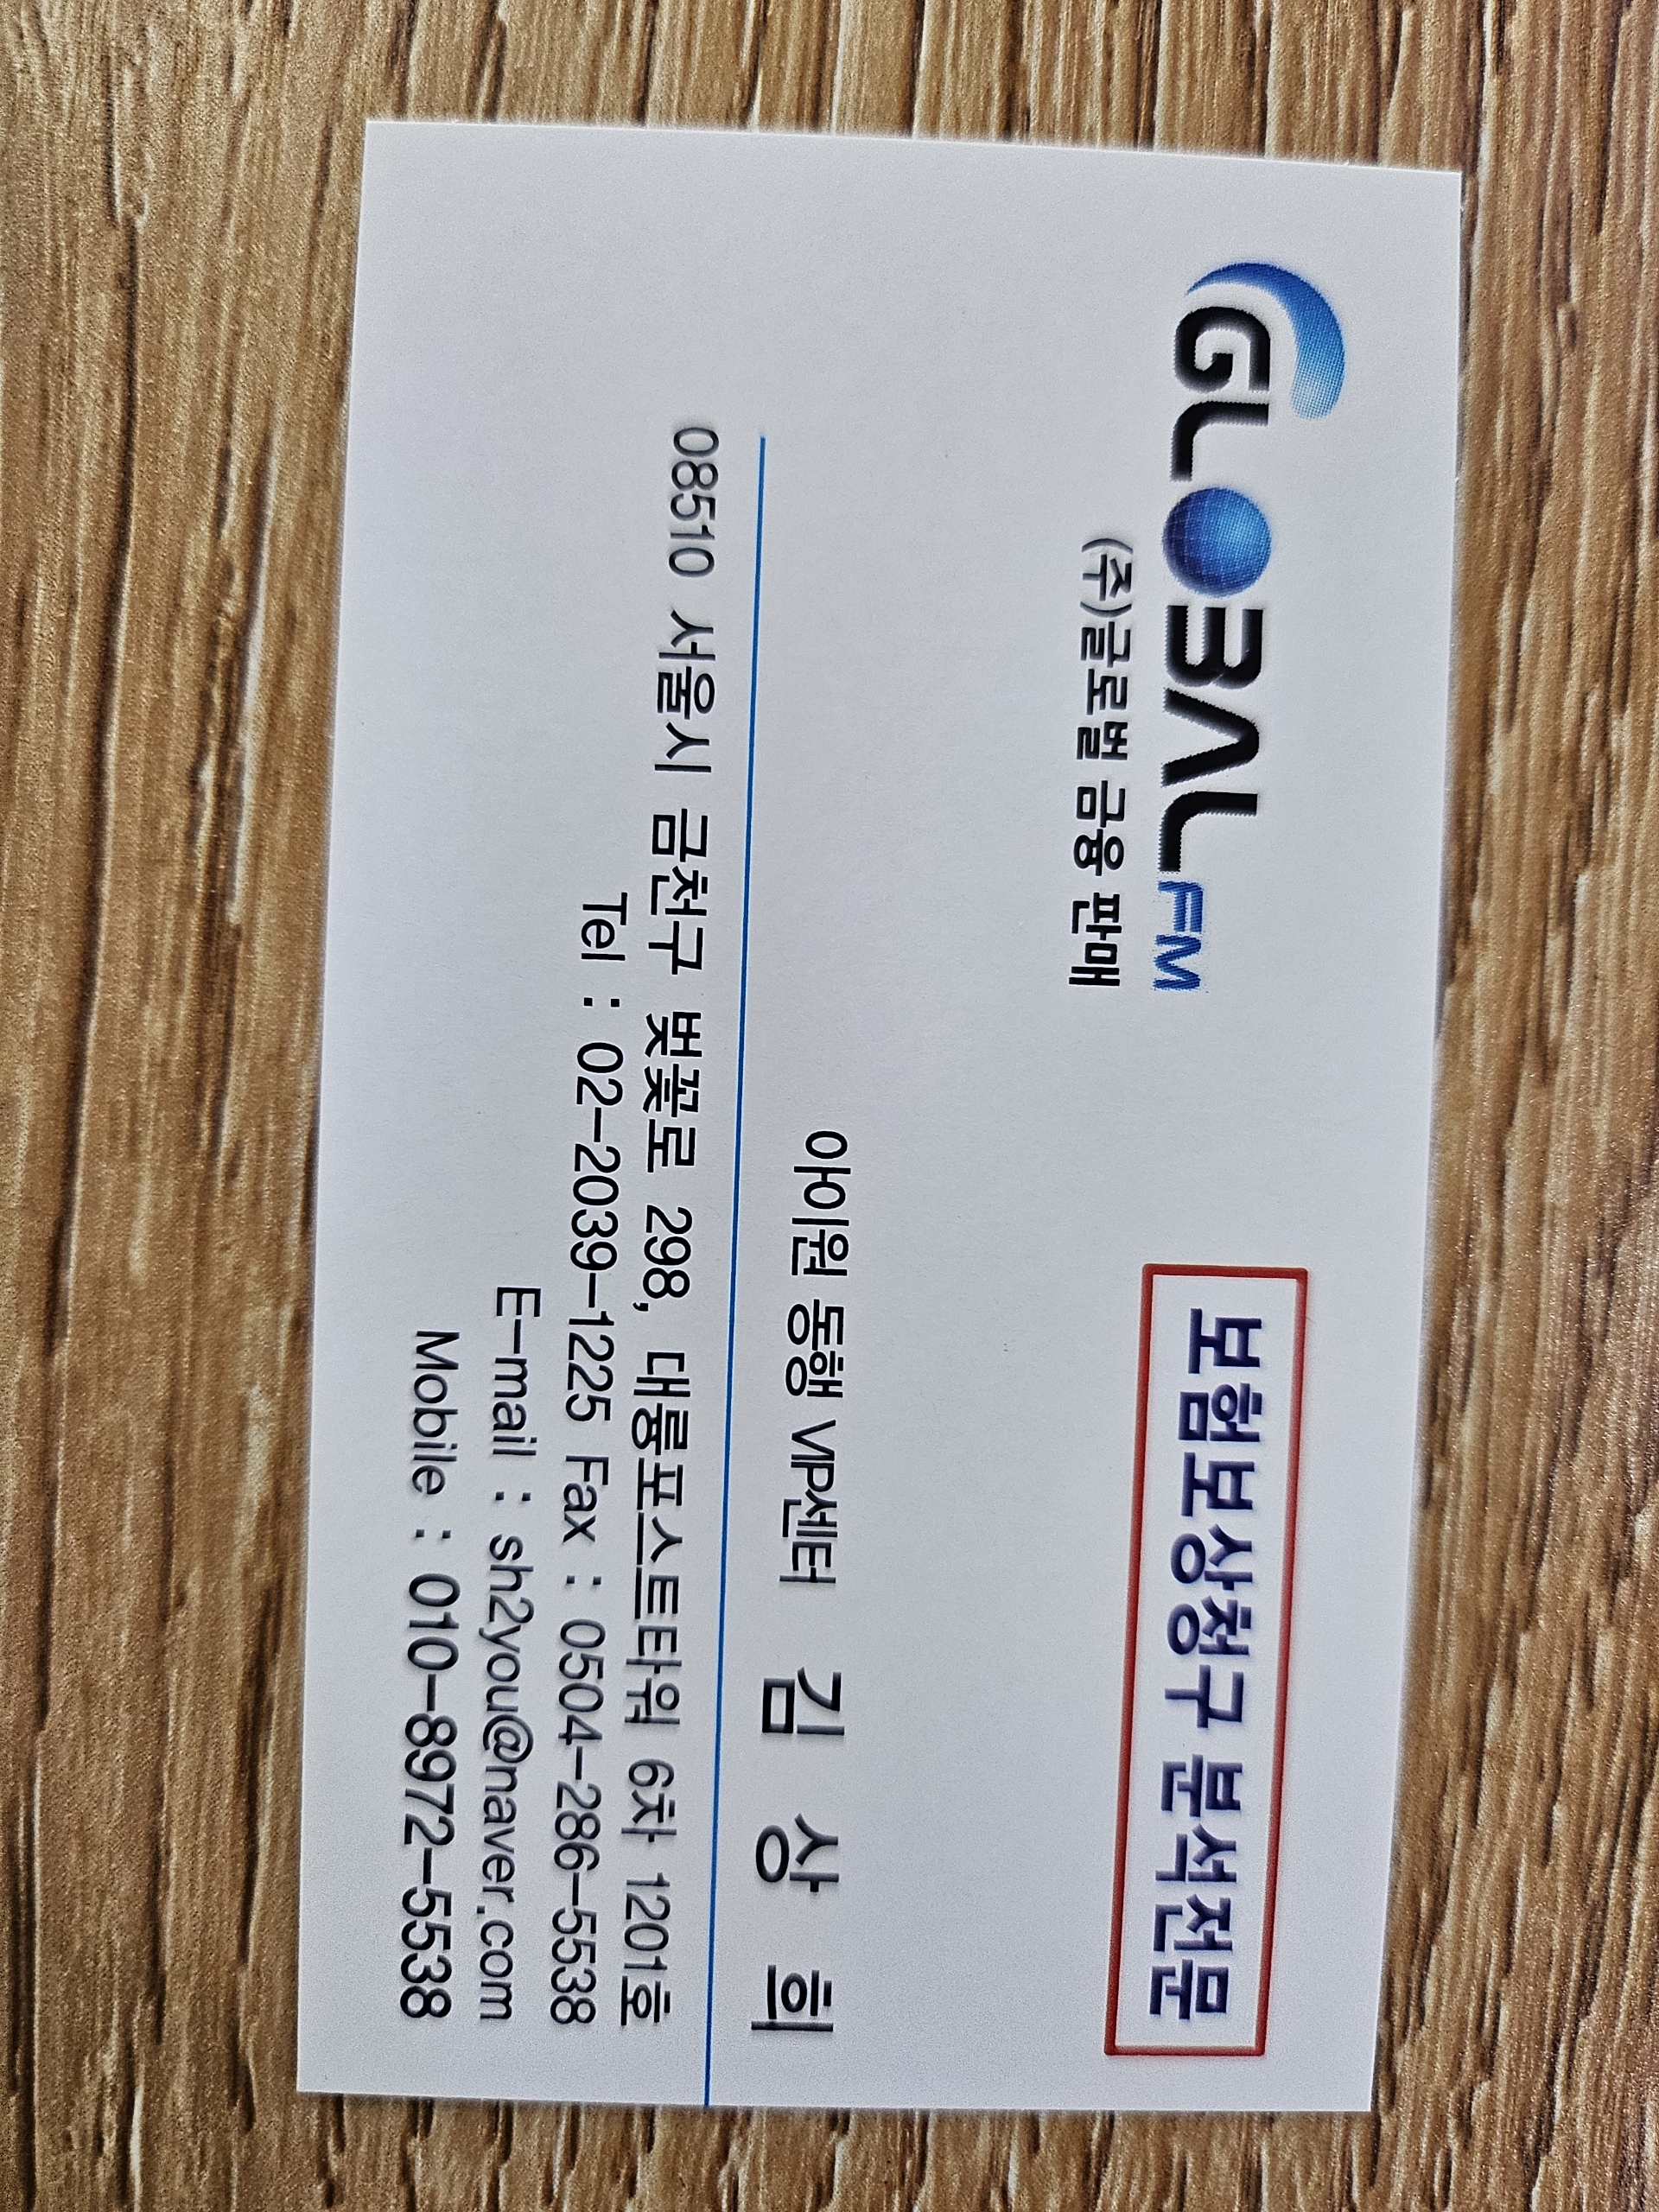 GLOBAL FM
(주)글로벌 금융 판매
보험보상청구 분석전문
아이원 동행 VIP센터 김 상 희
08510 서울시 금천구 벚꽃로 298, 대륭포스트타워 6차 1201호
Tel : 02-2039-1225 Fax : 0504-286-5538
E-mail : sh2you@naver.com
Mobile : 010-8972-5538